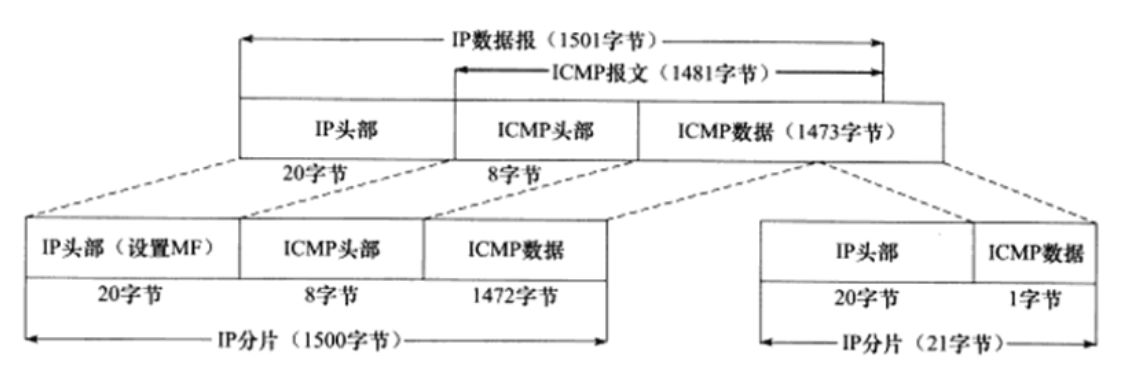 IP数据报（1501字节）
ICMP报文（1481字节）
IP头部 ICMP头部 ICMP数据（1473字节）
20字节 8字节
IP头部（设置MF） ICMP头部 ICMP数据 IP头部 ICMP数据
20字节 8字节 1472字节 20字节 1字节
IP分片（1500字节） IP分片（21字节）